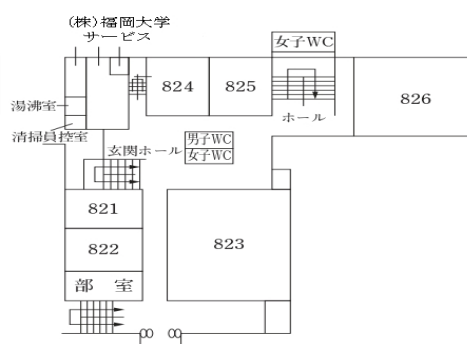 (株)福岡大学
サービス
女子WC
824
825
826
湯沸室
ホール
清掃員控室
男子WC
女子WC
玄関ホール
821
822
823
部室